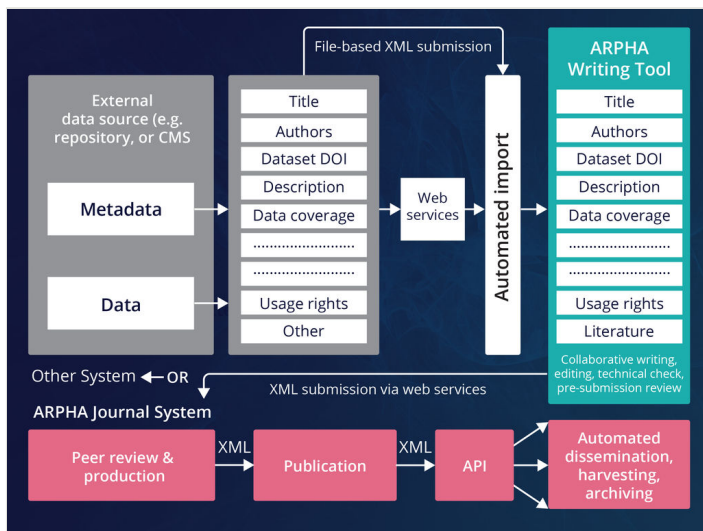 File-based XML submission
External
data source (e.g.
repository, or CMS
Metadata
Data
Title
Authors
Dataset DOI
Description
Data coverage
........................
........................
Usage rights
Other
Web
services
Automated import
ARPHA
Writing Tool
Title
Authors
Dataset DOI
Description
Data coverage
........................
........................
Usage rights
Literature
Collaborative writing,
editing, technical check,
pre-submission review
Other System
OR
XML submission via web services
ARPHA Journal System
Peer review &
production
XML
Publication
XML
API
Automated
dissemination,
harvesting,
archiving